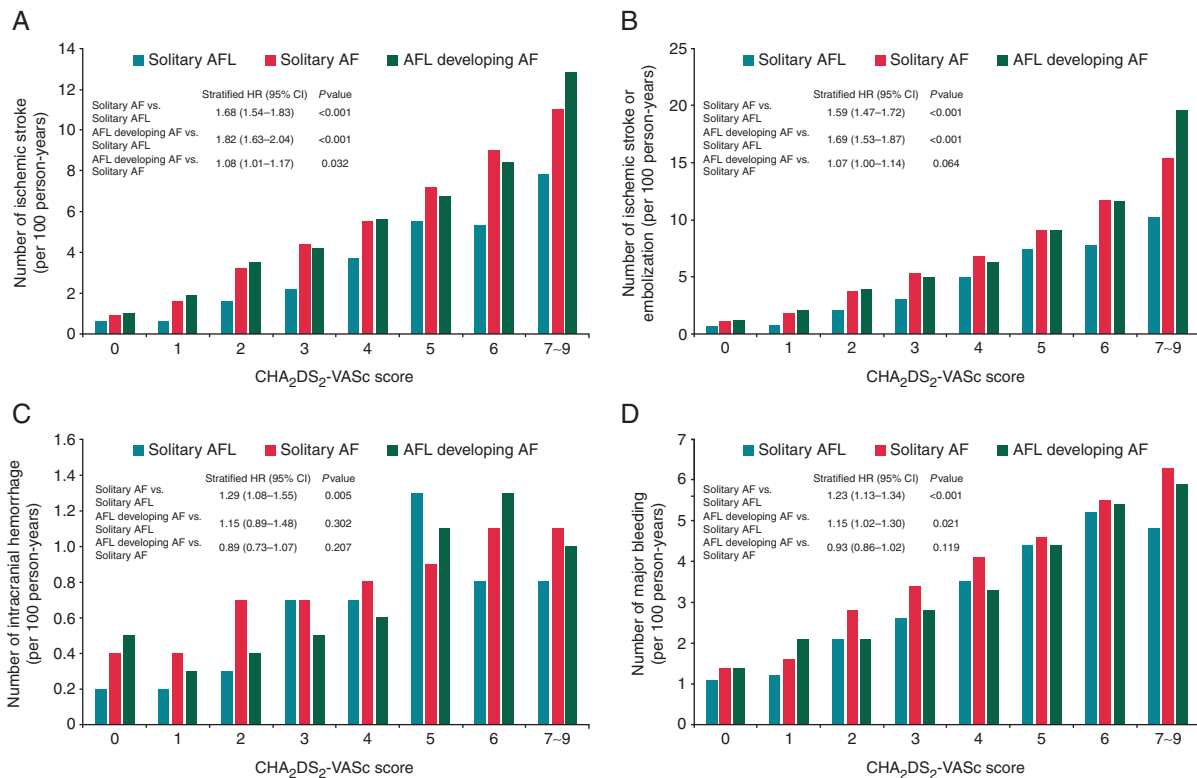 A
Number of ischemic stroke
(per 100 person-years)
14
12
10
8
6
4
2
0
Solitary AFL Solitary AF AFL developing AF
Stratified HR (95% CI) Pvalue
Solitary AF vs.
Solitary AFL 1.68 (1.54–1.83) <0.001
AFL developing AF vs.
Solitary AFL 1.82 (1.63–2.04) <0.001
AFL developing AF vs.
Solitary AF 1.08 (1.01–1.17) 0.032
0 1 2 3 4 5 6 7~9
CHA₂DS₂-VASc score
B
Number of ischemic stroke or
embolization (per 100 person-years)
25
20
15
10
5
0
Solitary AFL Solitary AF AFL developing AF
Stratified HR (95% CI) Pvalue
Solitary AF vs.
Solitary AFL 1.59 (1.47–1.72) <0.001
AFL developing AF vs.
Solitary AFL 1.69 (1.53–1.87) <0.001
AFL developing AF vs.
Solitary AF 1.07 (1.00–1.14) 0.064
0 1 2 3 4 5 6 7~9
CHA₂DS₂-VASc score
C
Number of intracranial hemorrhage
(per 100 person-years)
1.6
1.4
1.2
1.0
0.8
0.6
0.4
0.2
0
Solitary AFL Solitary AF AFL developing AF
Stratified HR (95% CI) Pvalue
Solitary AF vs.
Solitary AFL 1.29 (1.08–1.55) 0.005
AFL developing AF vs.
Solitary AFL 1.15 (0.89–1.48) 0.302
AFL developing AF vs.
Solitary AF 0.89 (0.73–1.07) 0.207
0 1 2 3 4 5 6 7~9
CHA₂DS₂-VASc score
D
Number of major bleeding
(per 100 person-years)
7
6
5
4
3
2
1
0
Solitary AFL Solitary AF AFL developing AF
Stratified HR (95% CI) Pvalue
Solitary AF vs.
Solitary AFL 1.23 (1.13–1.34) <0.001
AFL developing AF vs.
Solitary AFL 1.15 (1.02–1.30) 0.021
AFL developing AF vs.
Solitary AF 0.93 (0.86–1.02) 0.119
0 1 2 3 4 5 6 7~9
CHA₂DS₂-VASc score